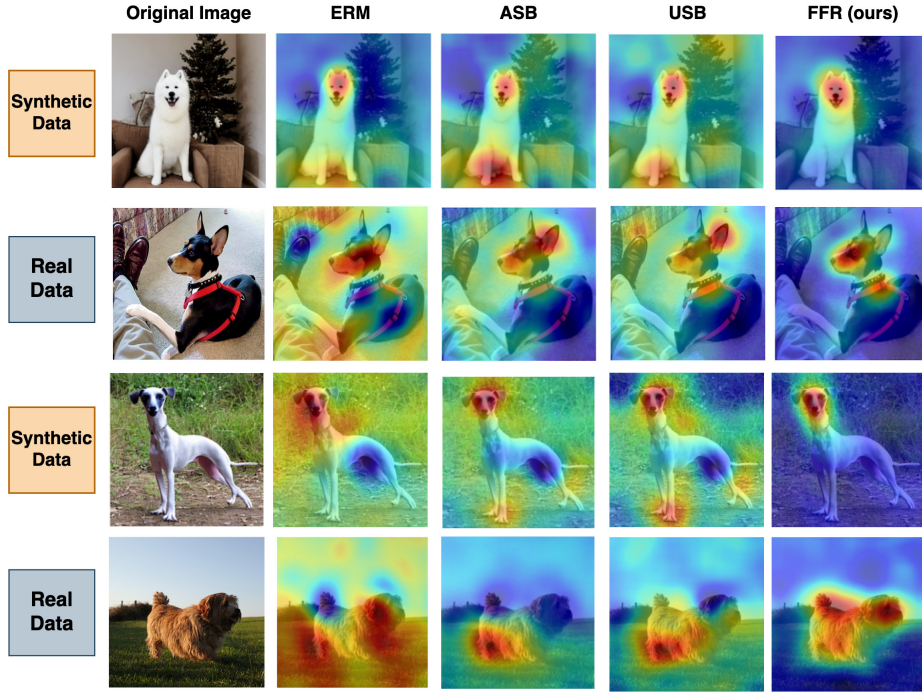 Original Image ERM ASB USB FFR (ours)
Synthetic
Data
Real
Data
Synthetic
Data
Real
Data